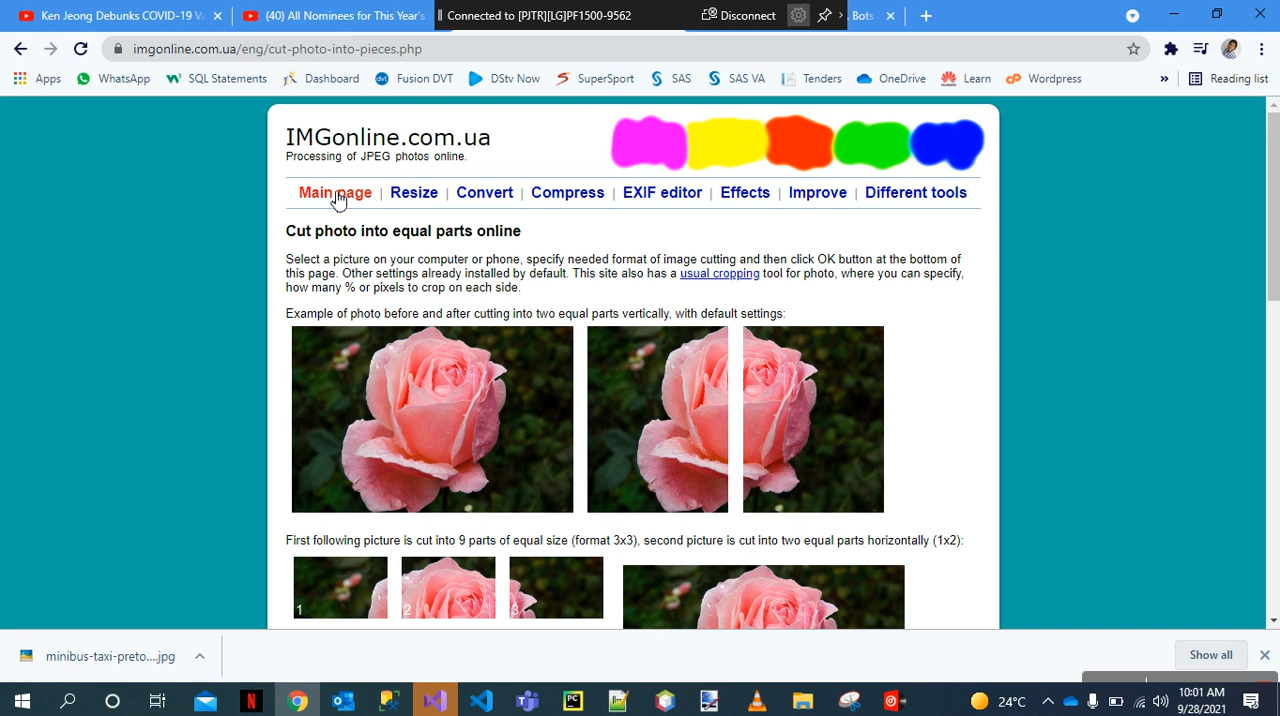 Ken Jeong Debunks COVID-19 Va
(40) All Nominees for This Year's
Connected to [PJTR][LG]PF1500-9562
Disconnect
. Bots
imgonline.com.ua/eng/cut-photo-into-pieces.php
Apps
WhatsApp
SQL Statements
Dashboard
Fusion DVT
DStv Now
SuperSport
SAS
SAS VA
Tenders
OneDrive
Learn
Wordpress
»
Reading list
IMGonline.com.ua
Processing of JPEG photos online.
Main page | Resize | Convert | Compress | EXIF editor | Effects | Improve | Different tools
Cut photo into equal parts online
Select a picture on your computer or phone, specify needed format of image cutting and then click OK button at the bottom of
this page. Other settings already installed by default. This site also has a usual cropping tool for photo, where you can specify,
how many % or pixels to crop on each side.
Example of photo before and after cutting into two equal parts vertically, with default settings:
First following picture is cut into 9 parts of equal size (format 3x3), second picture is cut into two equal parts horizontally (1x2):
1
2
3
minibus-taxi-preto....jpg
Show all
24°C
10:01 AM
9/28/2021